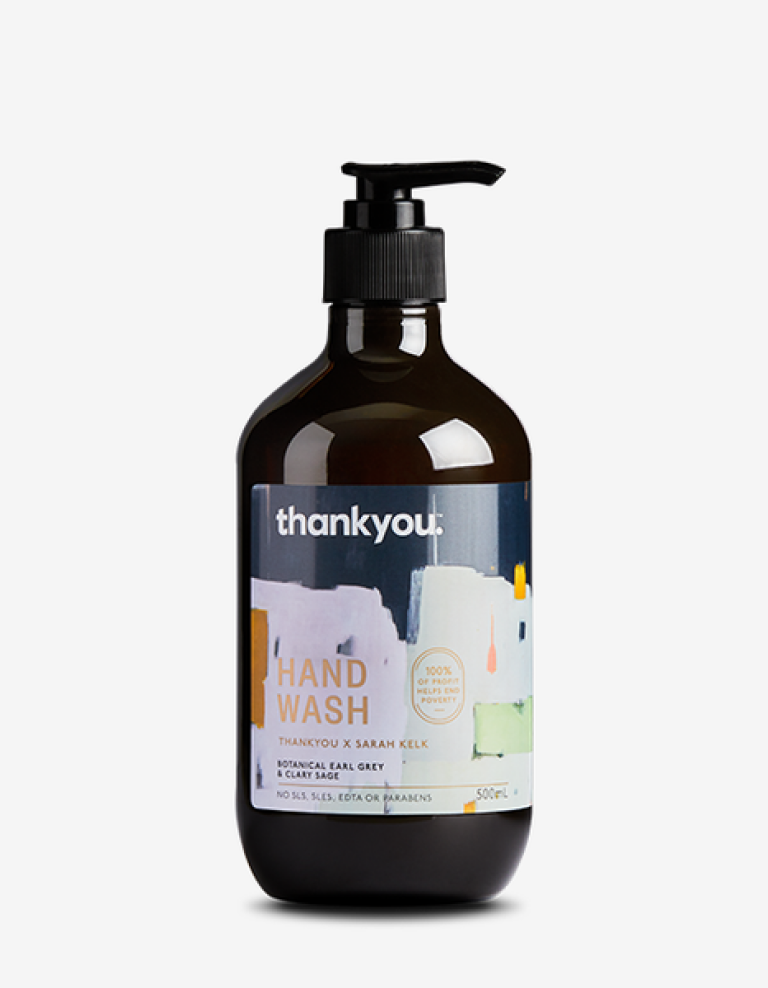 thankyou.™
HAND
WASH
100%
OF PROFIT
HELPS END
POVERTY
THANKYOU X SARAH KELK
BOTANICAL EARL GREY
& CLARY SAGE
NO SLS, SLES, EDTA OR PARABENS
500mL